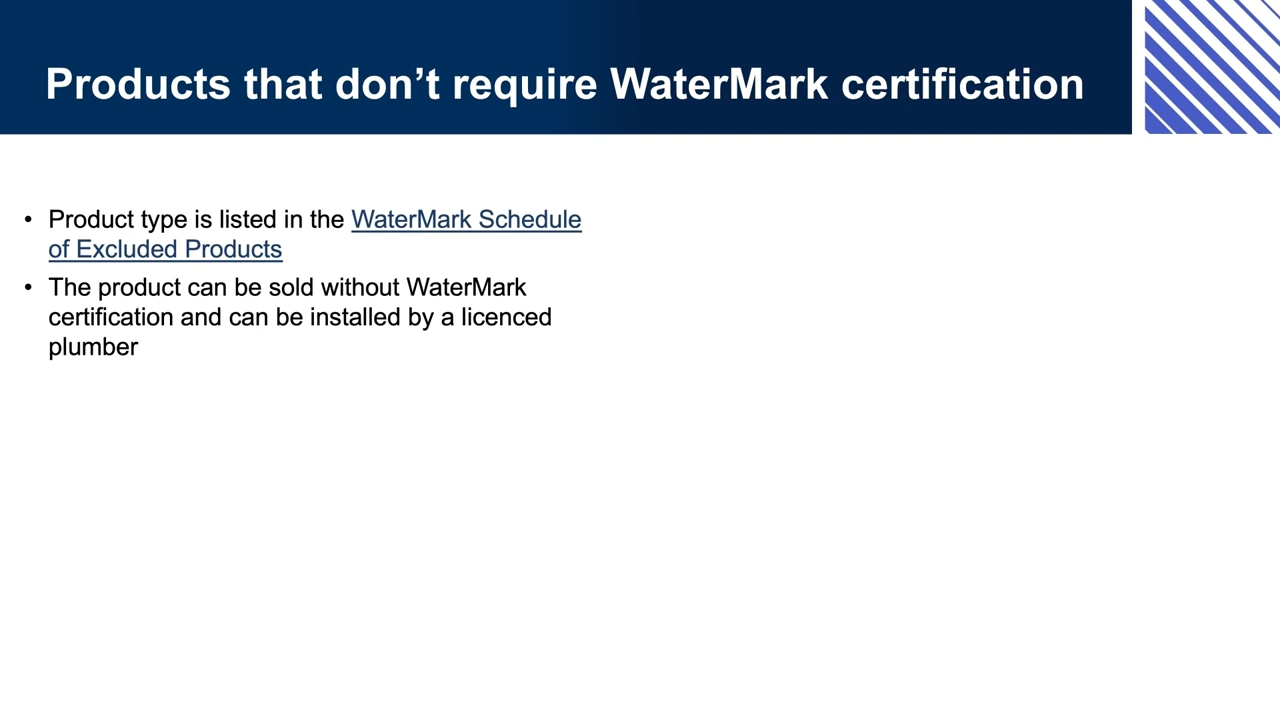 Products that don’t require WaterMark certification
• Product type is listed in the WaterMark Schedule
of Excluded Products
• The product can be sold without WaterMark
certification and can be installed by a licenced
plumber